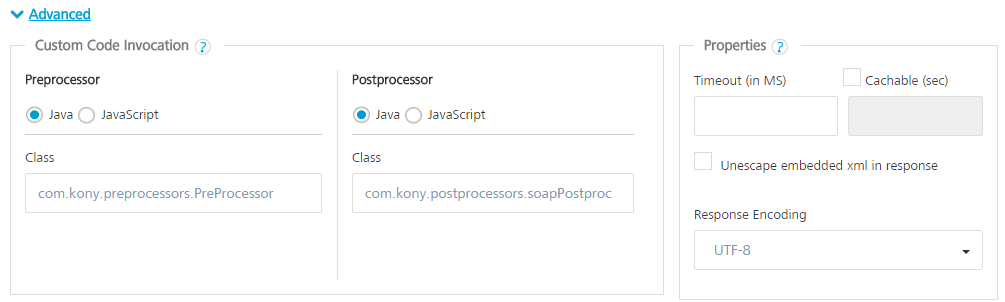 Advanced
Custom Code Invocation ?
Preprocessor
Java JavaScript
Class
com.kony.preprocessors.PreProcessor
Postprocessor
Java JavaScript
Class
com.kony.postprocessors.soapPostproc
Properties ?
Timeout (in MS)
Cachable (sec)
Unescape embedded xml in response
Response Encoding
UTF-8